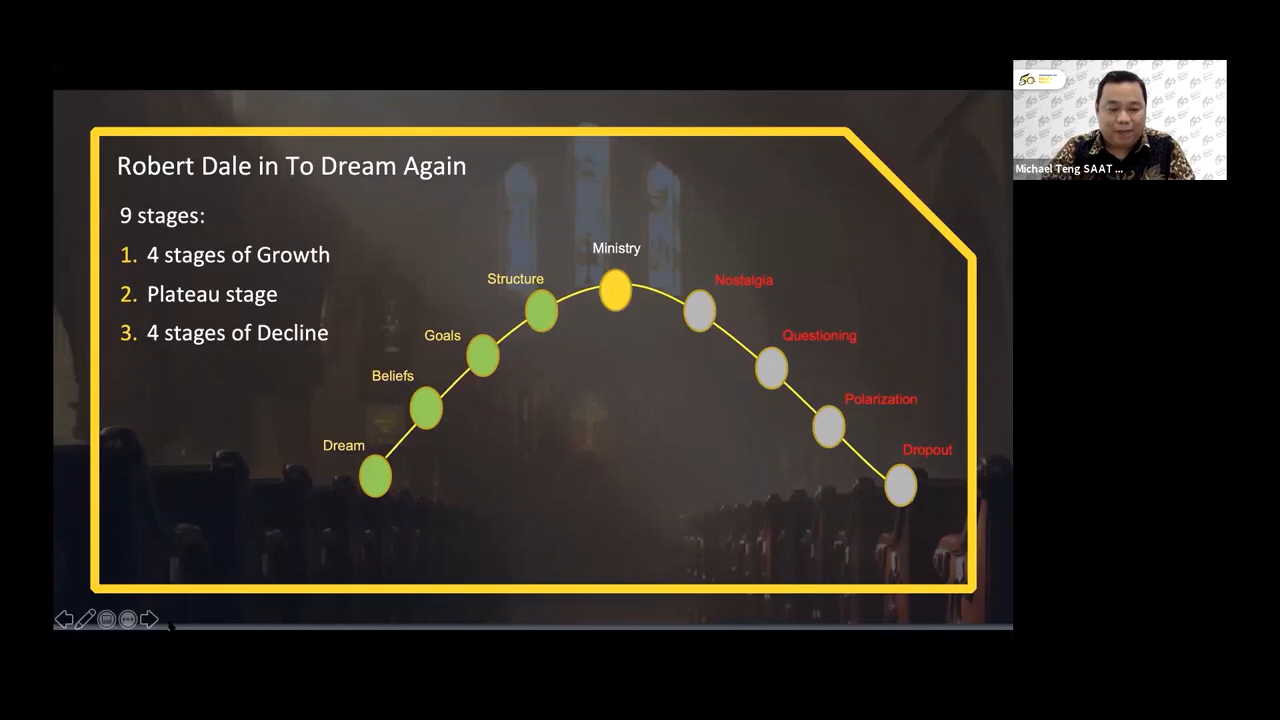 Robert Dale in To Dream Again
9 stages:
1. 4 stages of Growth
2. Plateau stage
3. 4 stages of Decline
Dream
Beliefs
Goals
Structure
Ministry
Nostalgia
Questioning
Polarization
Dropout
50
Michael Teng SAAT ...